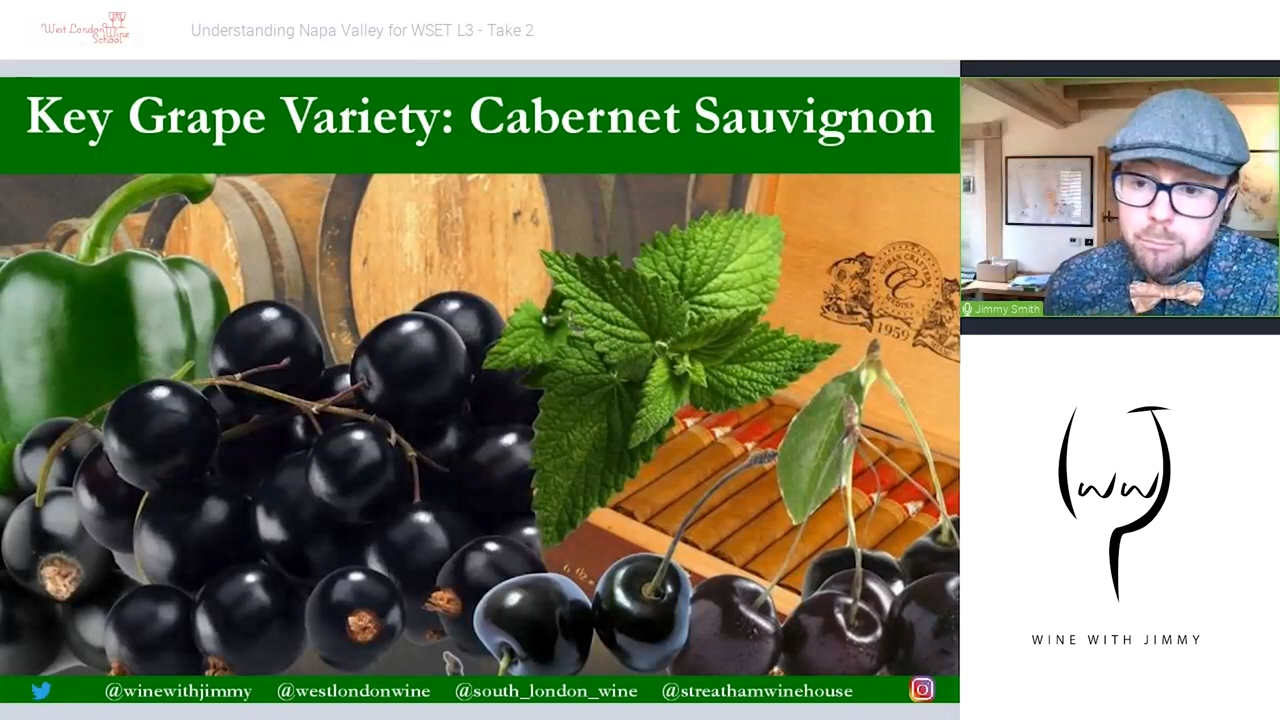 West London
Wine
School
Understanding Napa Valley for WSET L3 - Take 2
Key Grape Variety: Cabernet Sauvignon
1959
Jimmy Smith
ww
WINE WITH JIMMY
@winewithjimmy @westlondonwine @south_london_wine @streathamwinehouse